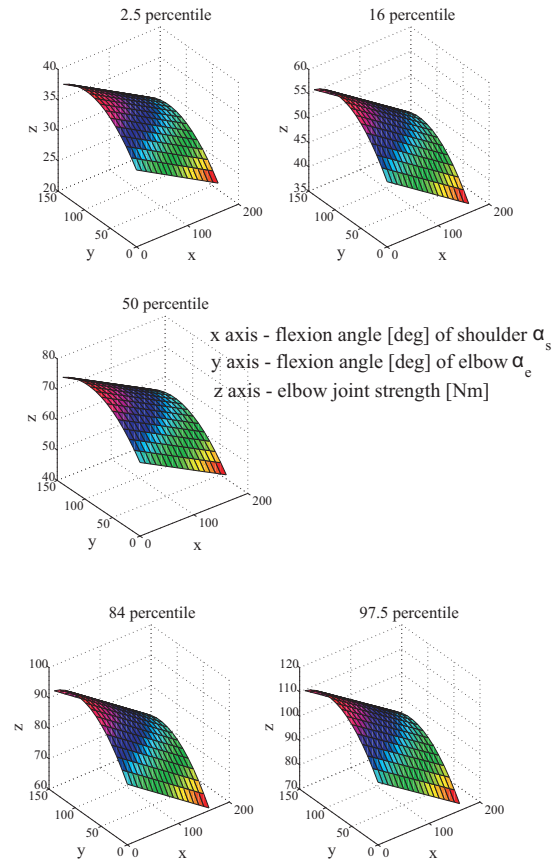 2.5 percentile
16 percentile
40
35
30
25
20
z
150
100
50
0
y
0
100
200
x
60
55
50
45
40
35
z
150
100
50
0
y
0
100
200
x
50 percentile
x axis - flexion angle [deg] of shoulder αs
y axis - flexion angle [deg] of elbow αe
z axis - elbow joint strength [Nm]
80
70
60
50
40
z
150
100
50
0
y
0
100
200
x
84 percentile
97.5 percentile
100
90
80
70
60
z
150
100
50
0
y
0
100
200
x
120
110
100
90
80
70
z
150
100
50
0
y
0
100
200
x